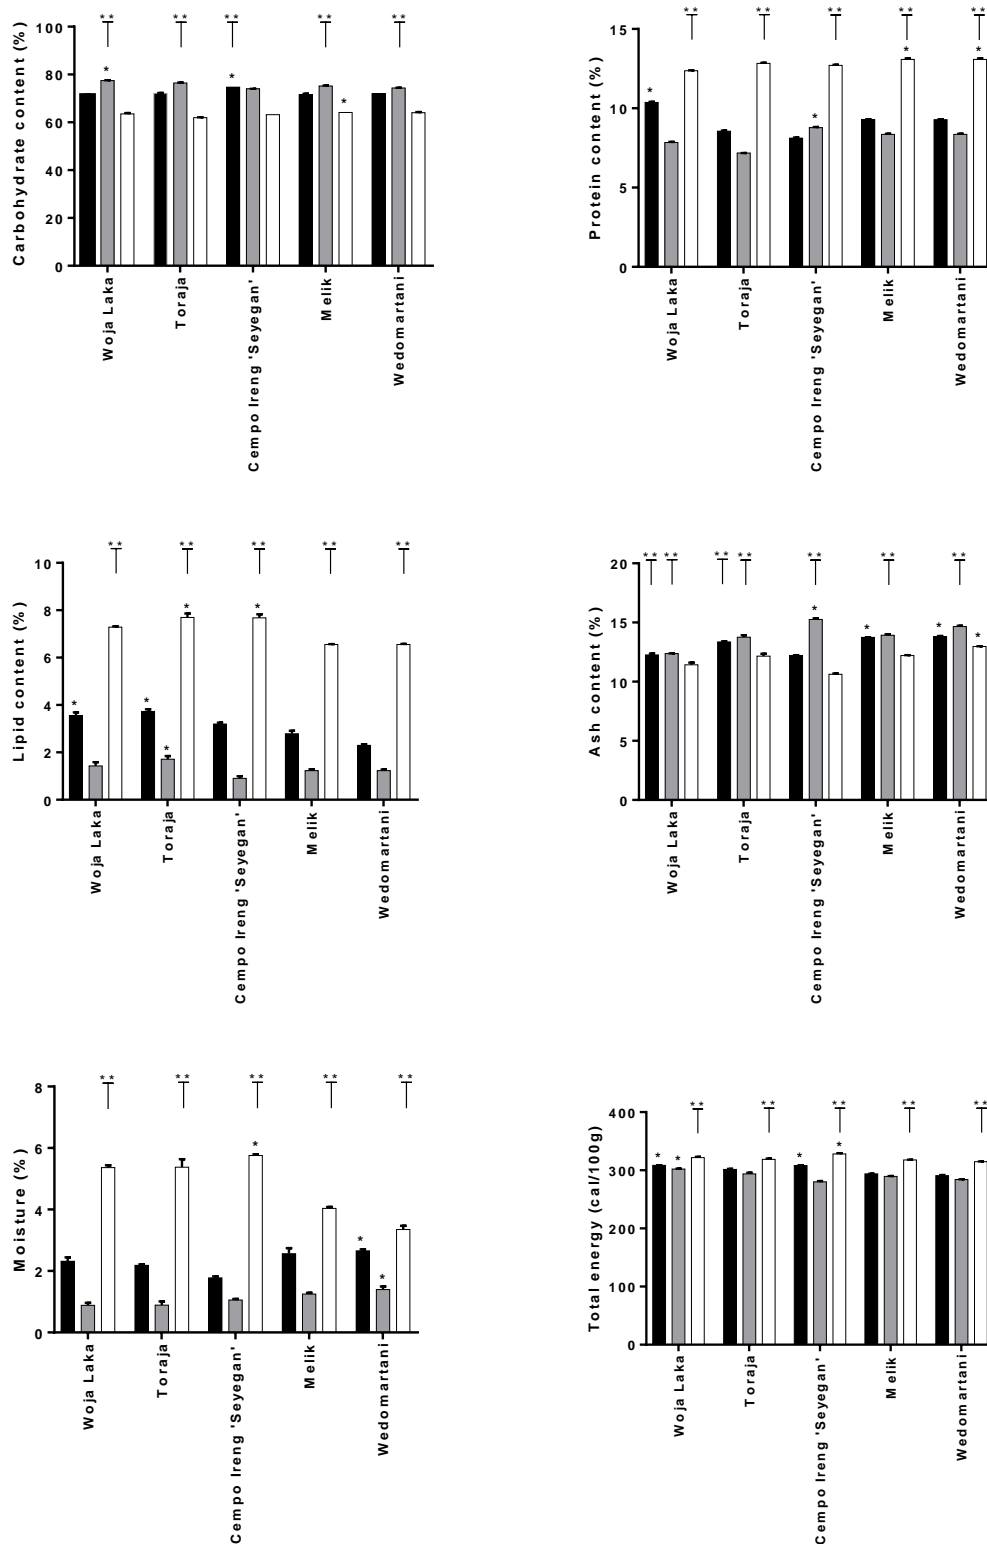 ** ** ** ** **
Carbohydrate content (%)
100
80
60
40
20
0
* * *
Woja Laka
Toraja
Cempo Ireng 'Seyegan'
Melik
Wedomartani
** ** ** ** **
Protein content (%)
15
10
5
0
* * * *
Woja Laka
Toraja
Cempo Ireng 'Seyegan'
Melik
Wedomartani
** ** ** ** **
Lipid content (%)
10
8
6
4
2
0
* * * * *
Woja Laka
Toraja
Cempo Ireng 'Seyegan'
Melik
Wedomartani
** ** ** ** ** ** **
Ash content (%)
20
15
10
5
0
* * * *
Woja Laka
Toraja
Cempo Ireng 'Seyegan'
Melik
Wedomartani
** ** ** ** **
Moisture (%)
8
6
4
2
0
* * *
Woja Laka
Toraja
Cempo Ireng 'Seyegan'
Melik
Wedomartani
** ** ** ** **
Total energy (cal/100g)
400
300
200
100
0
* * * *
Woja Laka
Toraja
Cempo Ireng 'Seyegan'
Melik
Wedomartani